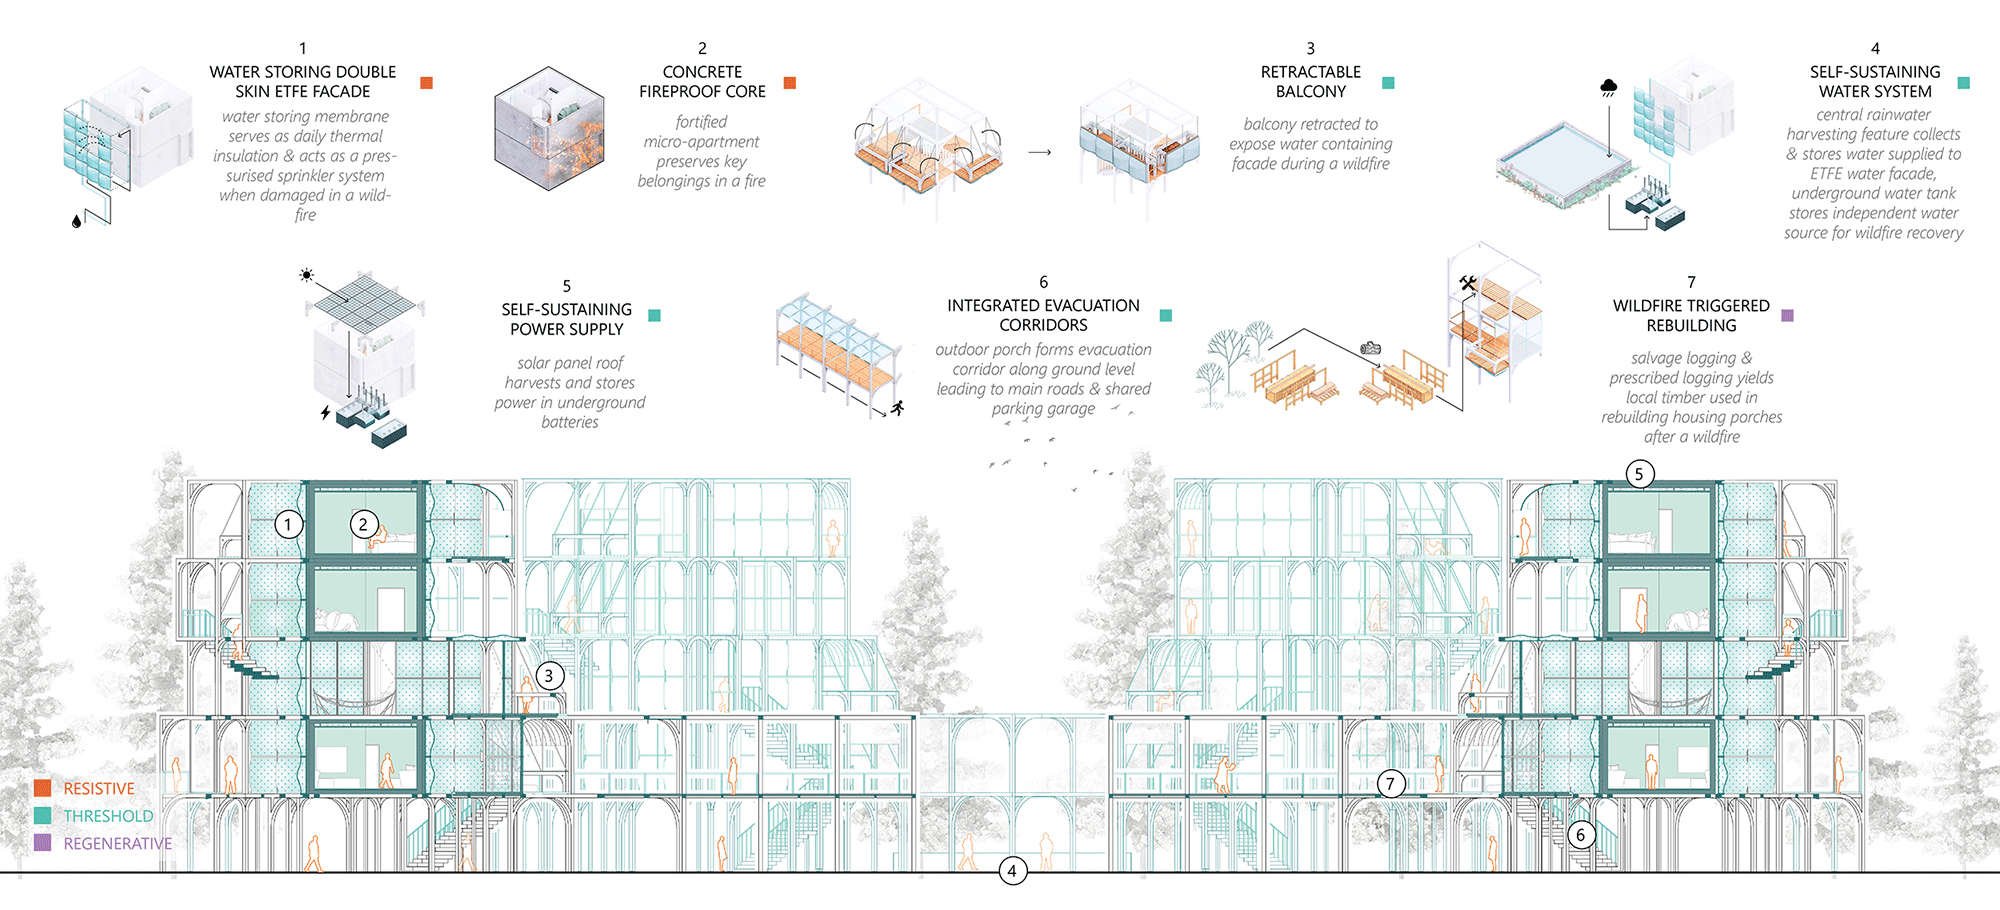 1
WATER STORING DOUBLE
SKIN ETFE FACADE
water storing membrane
serves as daily thermal
insulation & acts as a pres-
surised sprinkler system
when damaged in a wild-
fire
2
CONCRETE
FIREPROOF CORE
fortified
micro-apartment
preserves key
belongings in a fire
3
RETRACTABLE
BALCONY
balcony retracted to
expose water containing
facade during a wildfire
4
SELF-SUSTAINING
WATER SYSTEM
central rainwater
harvesting feature collects
& stores water supplied to
ETFE water facade,
underground water tank
stores independent water
source for wildfire recovery
5
SELF-SUSTAINING
POWER SUPPLY
solar panel roof
harvests and stores
power in underground
batteries
6
INTEGRATED EVACUATION
CORRIDORS
outdoor porch forms evacuation
corridor along ground level
leading to main roads & shared
parking garage
7
WILDFIRE TRIGGERED
REBUILDING
salvage logging &
prescribed logging yields
local timber used in
rebuilding housing porches
after a wildfire
5
1
2
3
7
6
4
RESISTIVE
THRESHOLD
REGENERATIVE